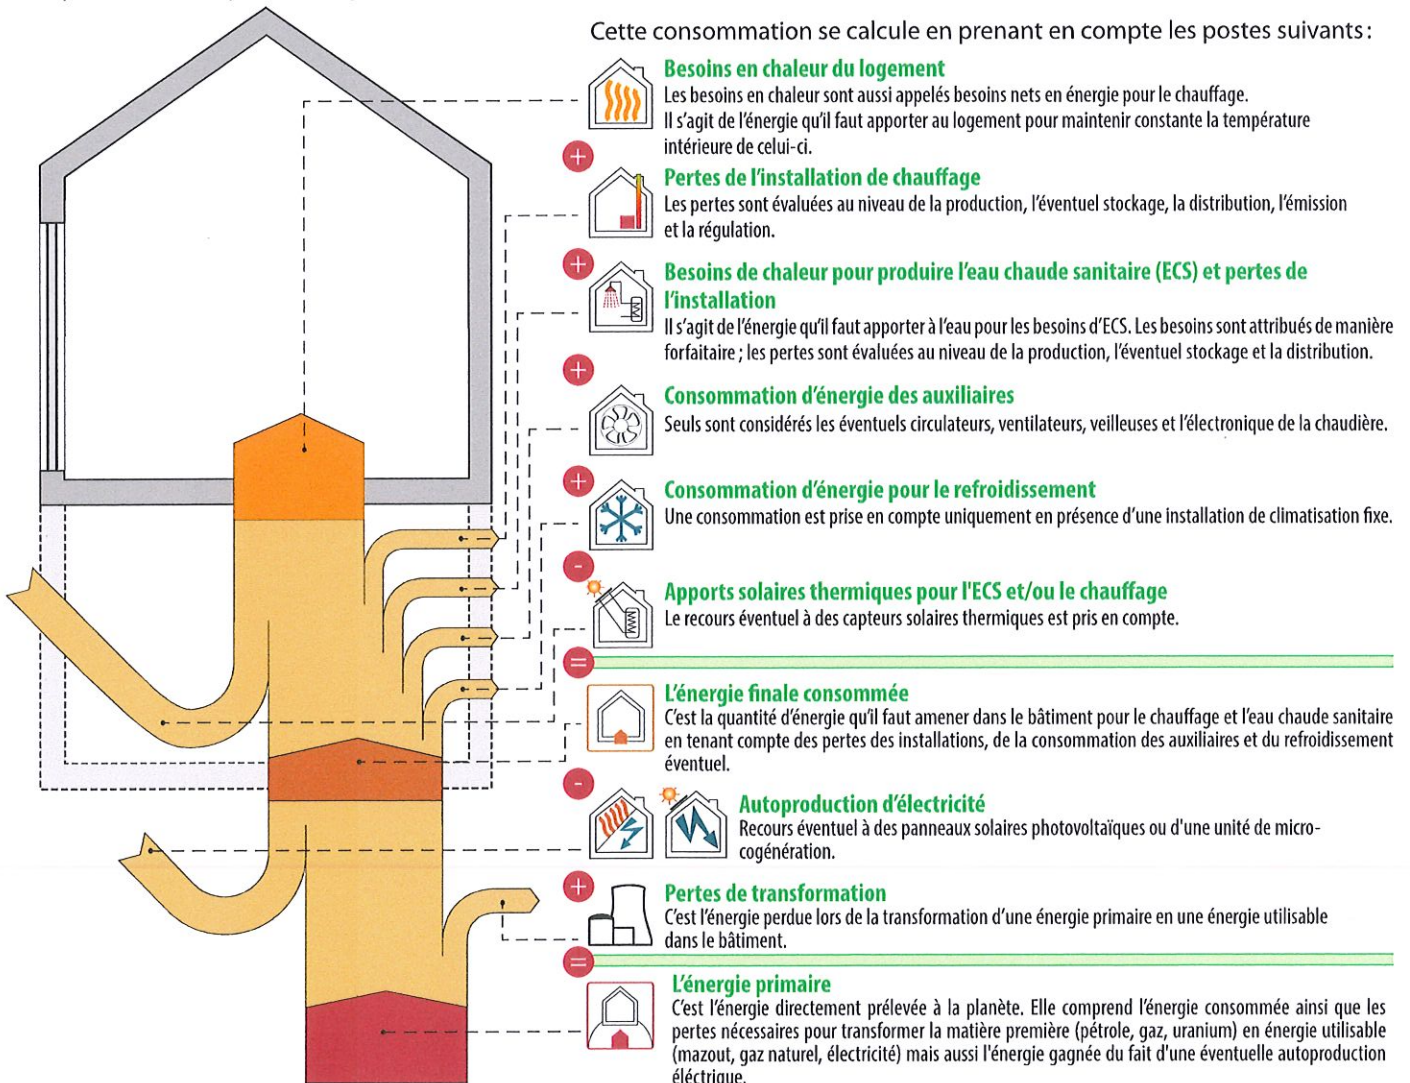 Cette consommation se calcule en prenant en compte les postes suivants :
Besoins en chaleur du logement
Les besoins en chaleur sont aussi appelés besoins nets en énergie pour le chauffage.
Il s'agit de l'énergie qu'il faut apporter au logement pour maintenir constante la température
intérieure de celui-ci.
+
Pertes de l'installation de chauffage
Les pertes sont évaluées au niveau de la production, l'éventuel stockage, la distribution, l'émission
et la régulation.
+
Besoins de chaleur pour produire l'eau chaude sanitaire (ECS) et pertes de
l'installation
Il s'agit de l'énergie qu'il faut apporter à l'eau pour les besoins d'ECS. Les besoins sont attribués de manière
forfaitaire ; les pertes sont évaluées au niveau de la production, l'éventuel stockage et la distribution.
+
Consommation d'énergie des auxiliaires
Seuls sont considérés les éventuels circulateurs, ventilateurs, veilleuses et l'électronique de la chaudière.
+
Consommation d'énergie pour le refroidissement
Une consommation est prise en compte uniquement en présence d'une installation de climatisation fixe.
-
Apports solaires thermiques pour l'ECS et/ou le chauffage
Le recours éventuel à des capteurs solaires thermiques est pris en compte.
=
L'énergie finale consommée
C'est la quantité d'énergie qu'il faut amener dans le bâtiment pour le chauffage et l'eau chaude sanitaire
en tenant compte des pertes des installations, de la consommation des auxiliaires et du refroidissement
éventuel.
-
Autoproduction d'électricité
Recours éventuel à des panneaux solaires photovoltaïques ou d'une unité de micro-
cogénération.
+
Pertes de transformation
C'est l'énergie perdue lors de la transformation d'une énergie primaire en une énergie utilisable
dans le bâtiment.
=
L'énergie primaire
C'est l'énergie directement prélevée à la planète. Elle comprend l'énergie consommée ainsi que les
pertes nécessaires pour transformer la matière première (pétrole, gaz, uranium) en énergie utilisable
(mazout, gaz naturel, électricité) mais aussi l'énergie gagnée du fait d'une éventuelle autoproduction
éléctrique.